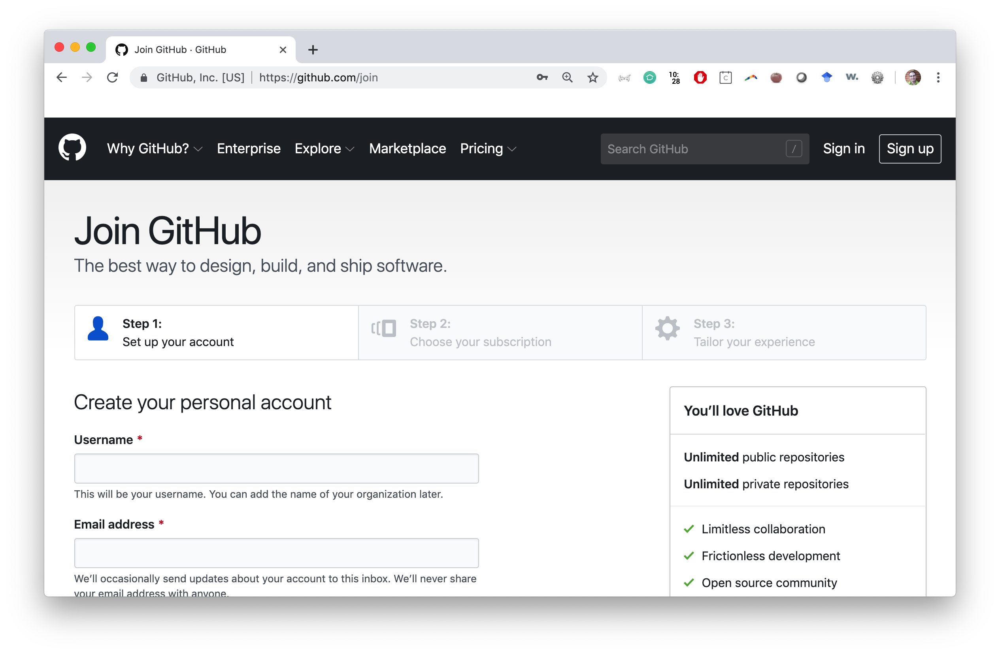 Join GitHub · GitHub
GitHub, Inc. [US] | https://github.com/join
10:
28
C
w.
Why GitHub? Enterprise Explore Marketplace Pricing Search GitHub / Sign in Sign up
Join GitHub
The best way to design, build, and ship software.
Step 1:
Set up your account
Step 2:
Choose your subscription
Step 3:
Tailor your experience
Create your personal account
Username *
This will be your username. You can add the name of your organization later.
Email address *
We’ll occasionally send updates about your account to this inbox. We’ll never share
your email address with anyone.
You’ll love GitHub
Unlimited public repositories
Unlimited private repositories
Limitless collaboration
Frictionless development
Open source community